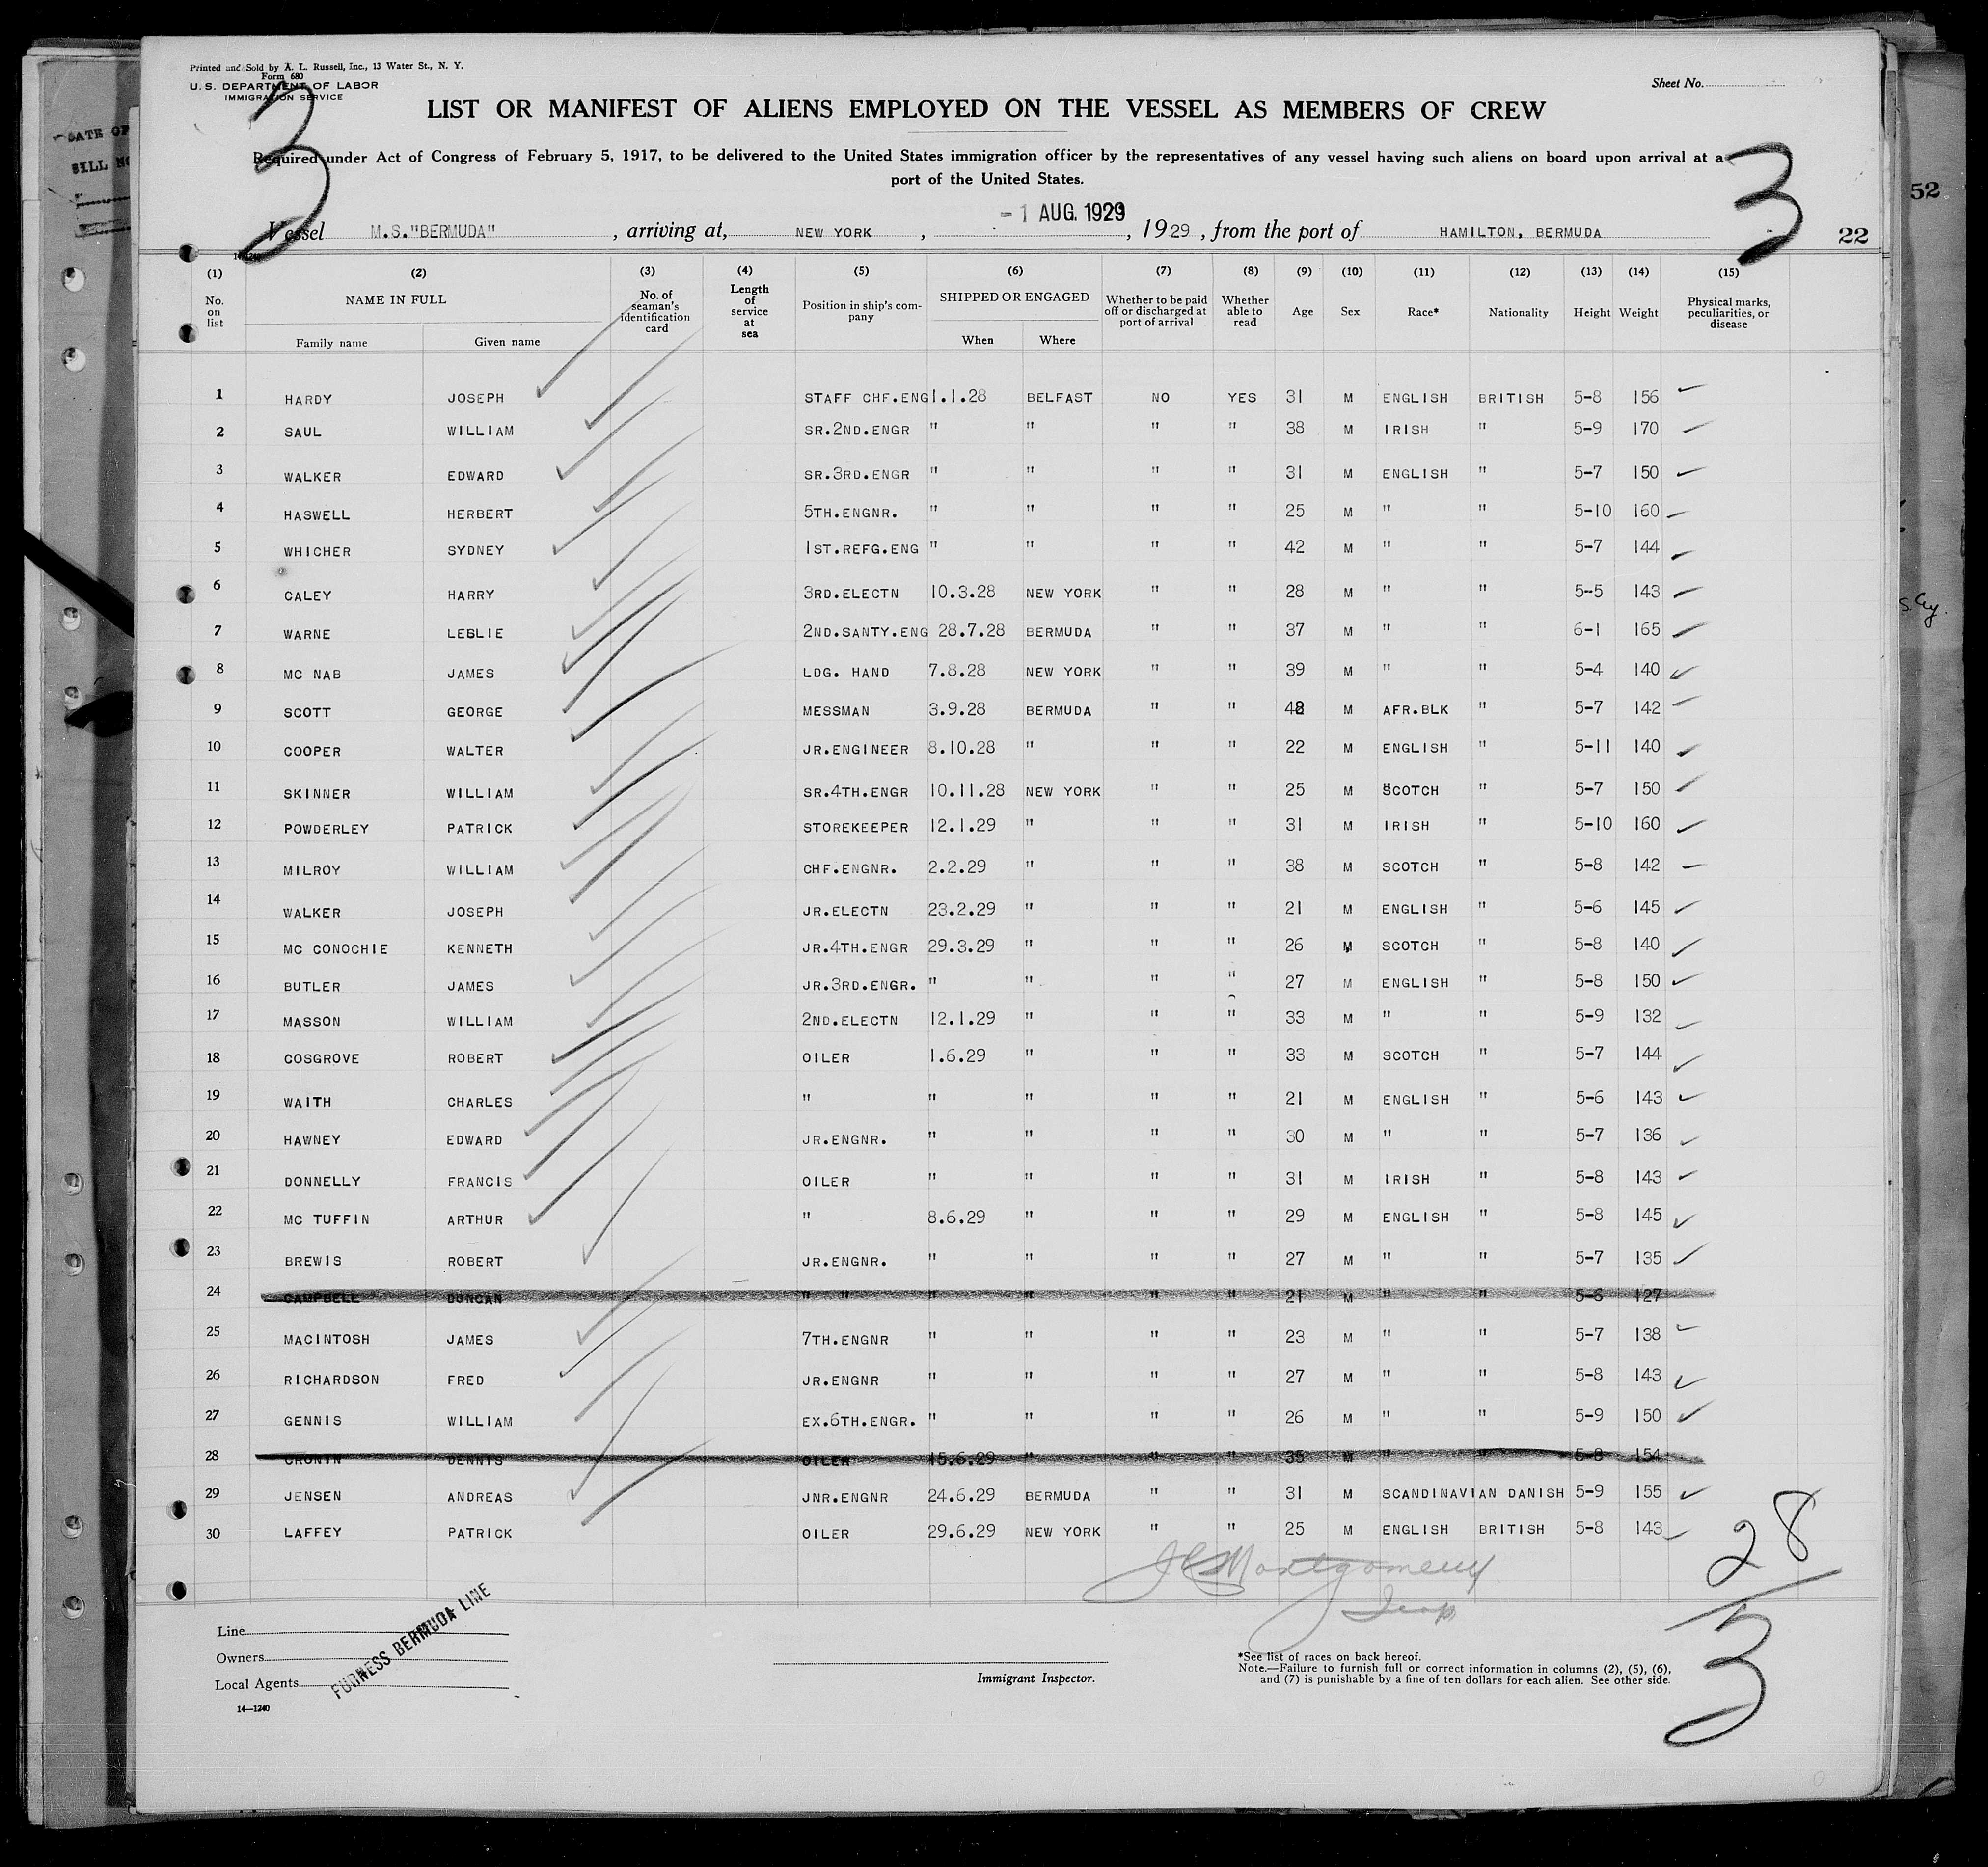 Printed and Sold by A. L. Russell, Inc., 13 Water St., N. Y.
Form 680
U. S. DEPARTMENT OF LABOR
IMMIGRATION SERVICE
Sheet No.
LIST OR MANIFEST OF ALIENS EMPLOYED ON THE VESSEL AS MEMBERS OF CREW
3 3
Required under Act of Congress of February 5, 1917, to be delivered to the United States immigration officer by the representatives of any vessel having such aliens on board upon arrival at a
port of the United States.
- 1 AUG. 1929
Vessel M.S."BERMUDA" , arriving at, NEW YORK , , 1929 , from the port of HAMILTON, BERMUDA 22
(1) (2) (3) (4) (5) (6) (7) (8) (9) (10) (11) (12) (13) (14) (15)
No. on list NAME IN FULL Family name Given name No. of seaman's identification card Length of service at sea Position in ship's company SHIPPED OR ENGAGED When Where Whether to be paid off or discharged at port of arrival Whether able to read Age Sex Race* Nationality Height Weight Physical marks, peculiarities, or disease
1 HARDY JOSEPH STAFF CHF.ENG 1.1.28 BELFAST NO YES 31 M ENGLISH BRITISH 5-8 156
2 SAUL WILLIAM SR.2ND.ENGR " " " " 38 M IRISH " 5-9 170
3 WALKER EDWARD SR.3RD.ENGR " " " " 31 M ENGLISH " 5-7 150
4 HASWELL HERBERT 5TH.ENGNR. " " " " 25 M " " 5-10 160
5 WHICHER SYDNEY 1ST.REFG.ENG " " " " 42 M " " 5-7 144
6 CALEY HARRY 3RD.ELECTN 10.3.28 NEW YORK " " 28 M " " 5-5 143
7 WARNE LESLIE 2ND.SANTY.ENG 28.7.28 BERMUDA " " 37 M " " 6-1 165
8 MC NAB JAMES LDG. HAND 7.8.28 NEW YORK " " 39 M " " 5-4 140
9 SCOTT GEORGE MESSMAN 3.9.28 BERMUDA " " 48 M AFR.BLK " 5-7 142
10 COOPER WALTER JR.ENGINEER 8.10.28 " " " 22 M ENGLISH " 5-11 140
11 SKINNER WILLIAM SR.4TH.ENGR 10.11.28 NEW YORK " " 25 M SCOTCH " 5-7 150
12 POWDERLEY PATRICK STOREKEEPER 12.1.29 " " " 31 M IRISH " 5-10 160
13 MILROY WILLIAM CHF.ENGNR. 2.2.29 " " " 38 M SCOTCH " 5-8 142
14 WALKER JOSEPH JR.ELECTN 23.2.29 " " " 21 M ENGLISH " 5-6 145
15 MC CONOCHIE KENNETH JR.4TH.ENGR 29.3.29 " " " 26 M SCOTCH " 5-8 140
16 BUTLER JAMES JR.3RD.ENGR. " " " " 27 M ENGLISH " 5-8 150
17 MASSON WILLIAM 2ND.ELECTN 12.1.29 " " " 33 M " " 5-9 132
18 COSGROVE ROBERT OILER 1.6.29 " " " 33 M SCOTCH " 5-7 144
19 WAITH CHARLES " " " " " 21 M ENGLISH " 5-6 143
20 HAWNEY EDWARD JR.ENGNR. " " " " 30 M " " 5-7 136
21 DONNELLY FRANCIS OILER " " " " 31 M IRISH " 5-8 143
22 MC TUFFIN ARTHUR " 8.6.29 " " " 29 M ENGLISH " 5-8 145
23 BREWIS ROBERT JR.ENGNR. " " " " 27 M " " 5-7 135
24 CAMPBELL DUNCAN " " " " " " 21 M " " 5-6 127
25 MACINTOSH JAMES 7TH.ENGNR " " " " 23 M " " 5-7 138
26 RICHARDSON FRED JR.ENGNR " " " " 27 M " " 5-8 143
27 GENNIS WILLIAM EX.6TH.ENGR. " " " " 26 M " " 5-9 150
28 CRONIN DENNIS OILER 15.6.29 " " " 35 M " " 5-8 154
29 JENSEN ANDREAS JNR.ENGNR 24.6.29 BERMUDA " " 31 M SCANDINAVIAN DANISH 5-9 155
30 LAFFEY PATRICK OILER 29.6.29 NEW YORK " " 25 M ENGLISH BRITISH 5-8 143
28
3
Montgomery
Insp
Line
Owners
Local Agents
FURNESS BERMUDA LINE
14—1240
Immigrant Inspector.
*See list of races on back hereof.
Note.—Failure to furnish full or correct information in columns (2), (5), (6),
and (7) is punishable by a fine of ten dollars for each alien. See other side.
DATE OF
52